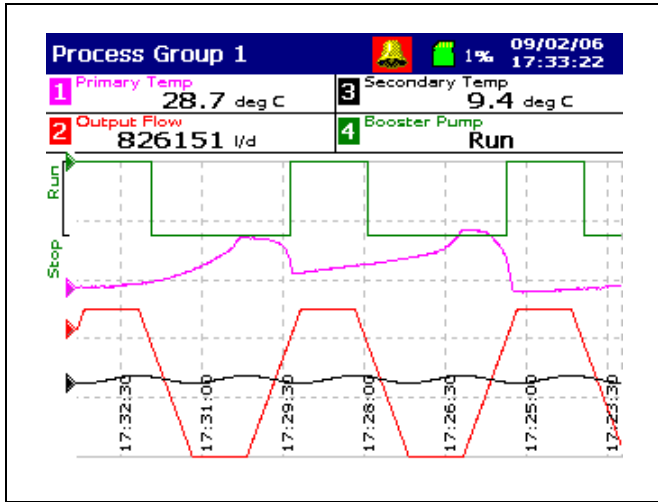 Process Group 1
1%
09/02/06
17:33:22
1 Primary Temp
28.7 deg C
3 Secondary Temp
9.4 deg C
2 Output Flow
826151 l/d
4 Booster Pump
Run
Run
Stop
17:32:30
17:31:00
17:29:30
17:28:00
17:26:30
17:25:00
17:23:30